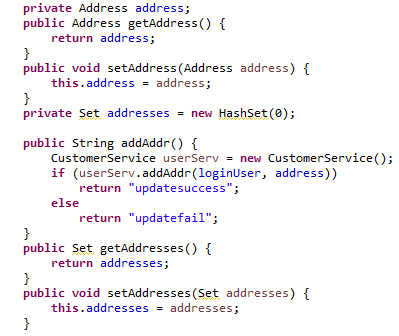 private Address address;
public Address getAddress() {
return address;
}
public void setAddress(Address address) {
this.address = address;
}
private Set addresses = new HashSet(0);
public String addAddr() {
CustomerService userServ = new CustomerService();
if (userServ.addAddr(loginUser, address))
return "updatesuccess";
else
return "updatefail";
}
public Set getAddresses() {
return addresses;
}
public void setAddresses(Set addresses) {
this.addresses = addresses;
}